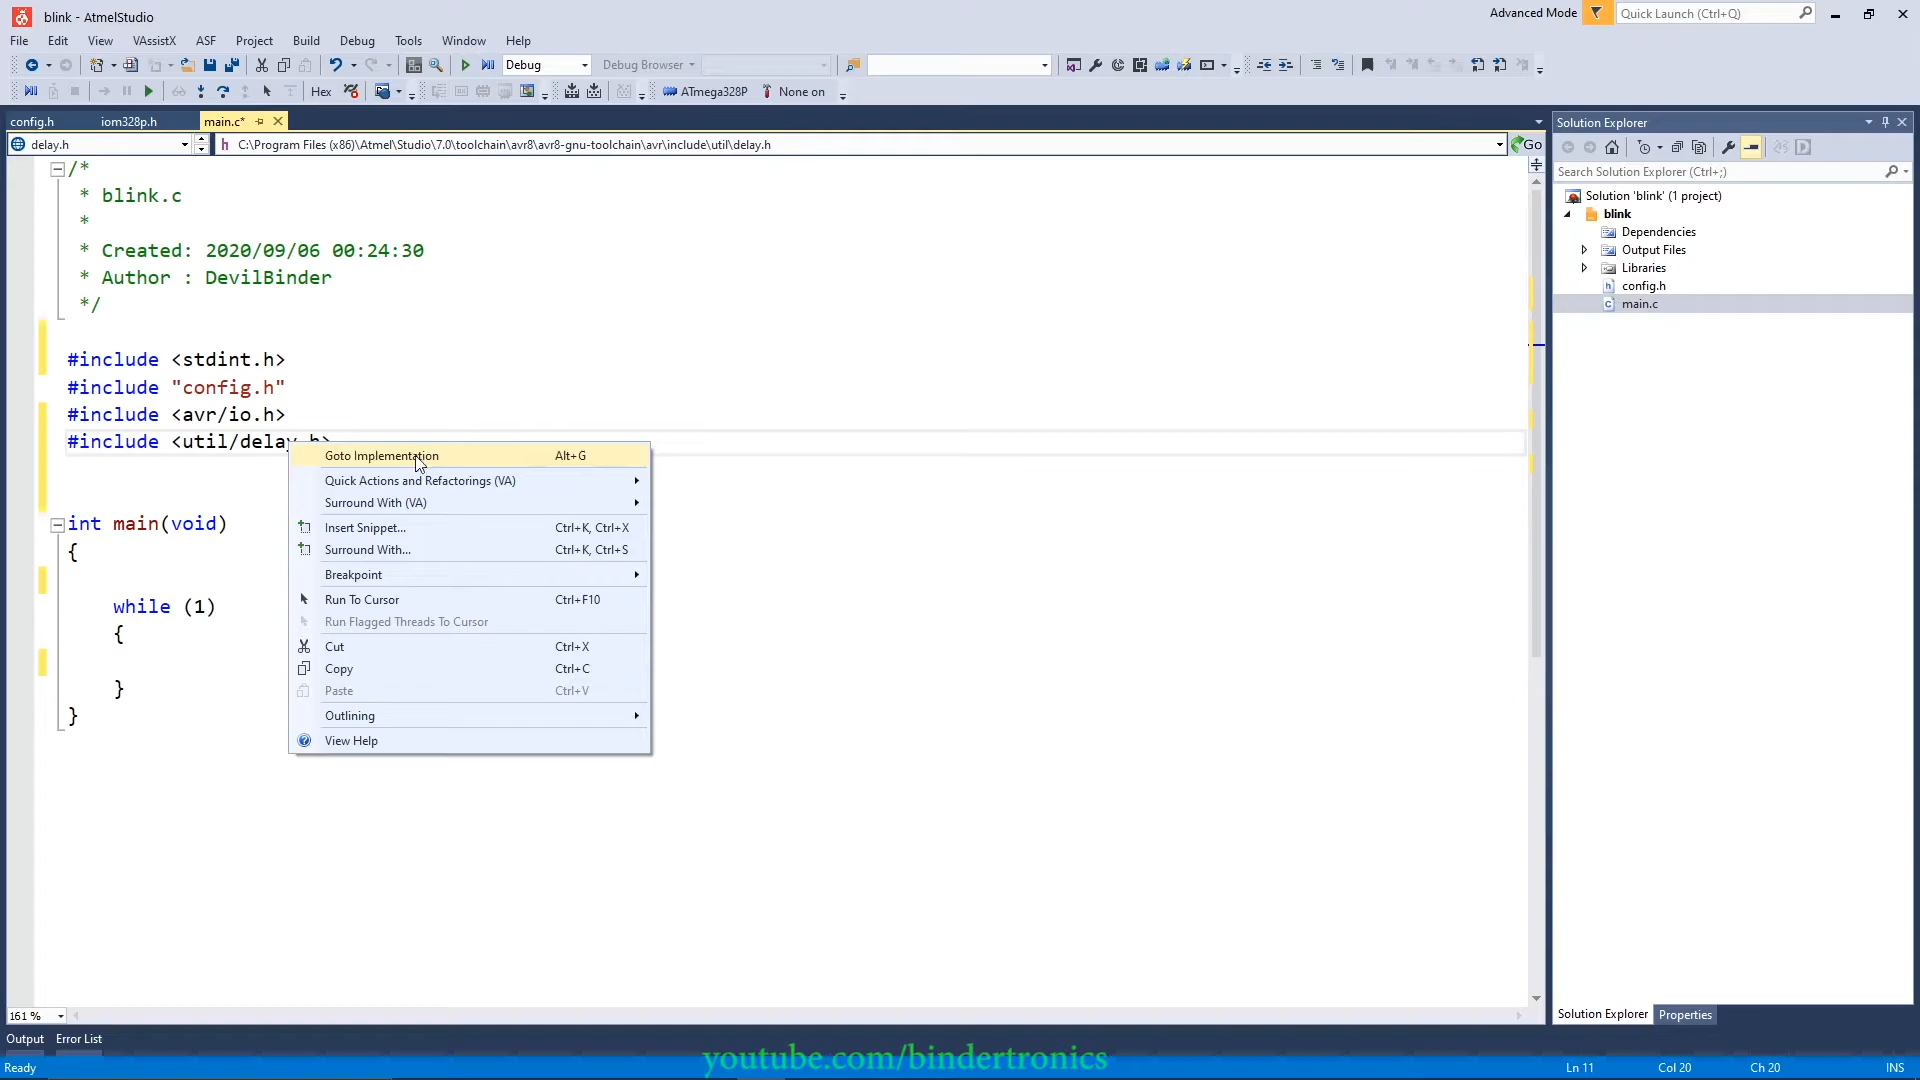 blink - AtmelStudio
Advanced Mode
Quick Launch (Ctrl+Q)
File Edit View VAssistX ASF Project Build Debug Tools Window Help
Debug
Debug Browser
Hex
ATmega328P
None on
config.h iom328p.h main.c*
delay.h
h C:\Program Files (x86)\Atmel\Studio\7.0\toolchain\avr8\avr8-gnu-toolchain\avr\include\util\delay.h
Go
/*
* blink.c
*
* Created: 2020/09/06 00:24:30
* Author : DevilBinder
*/
#include <stdint.h>
#include "config.h"
#include <avr/io.h>
#include <util/delay.h>
int main(void)
{
while (1)
{
}
}
Goto Implementation Alt+G
Quick Actions and Refactorings (VA)
Surround With (VA)
Insert Snippet... Ctrl+K, Ctrl+X
Surround With... Ctrl+K, Ctrl+S
Breakpoint
Run To Cursor Ctrl+F10
Run Flagged Threads To Cursor
Cut Ctrl+X
Copy Ctrl+C
Paste Ctrl+V
Outlining
View Help
Solution Explorer
Search Solution Explorer (Ctrl+;)
Solution 'blink' (1 project)
blink
Dependencies
Output Files
Libraries
config.h
main.c
161 %
Solution Explorer Properties
Output Error List
youtube.com/bindertronics
Ready
Ln 11 Col 20 Ch 20 INS